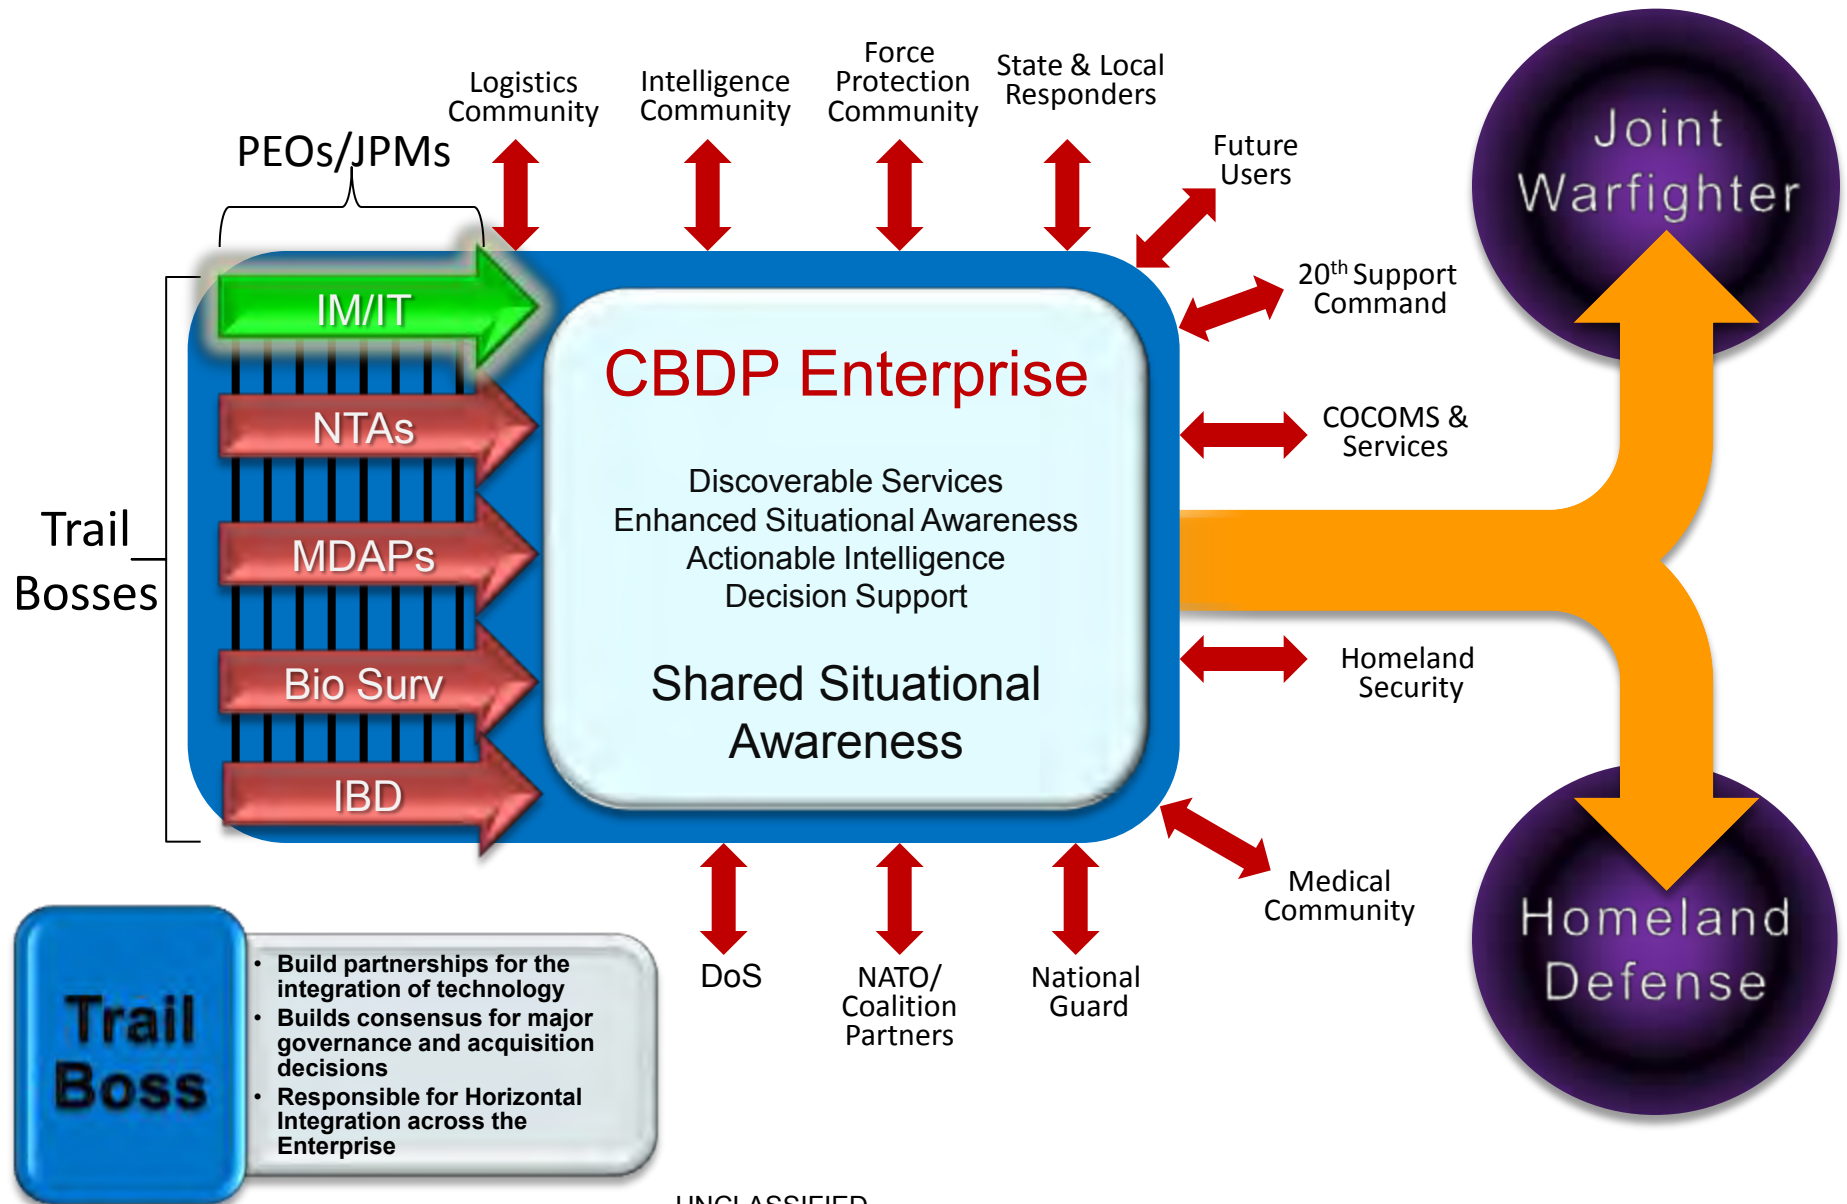 Logistics
Community
Intelligence
Community
Force
Protection
Community
State & Local
Responders
Future
Users
PEOs/JPMs
20th Support
Command
COCOMS &
Services
Homeland
Security
Medical
Community
Joint
Warfighter
Homeland
Defense
Trail
Bosses
IM/IT
NTAs
MDAPs
Bio Surv
IBD
CBDP Enterprise
Discoverable Services
Enhanced Situational Awareness
Actionable Intelligence
Decision Support
Shared Situational
Awareness
DoS
NATO/
Coalition
Partners
National
Guard
Trail
Boss
• Build partnerships for the
integration of technology
• Builds consensus for major
governance and acquisition
decisions
• Responsible for Horizontal
Integration across the
Enterprise
UNCLASSIFIED